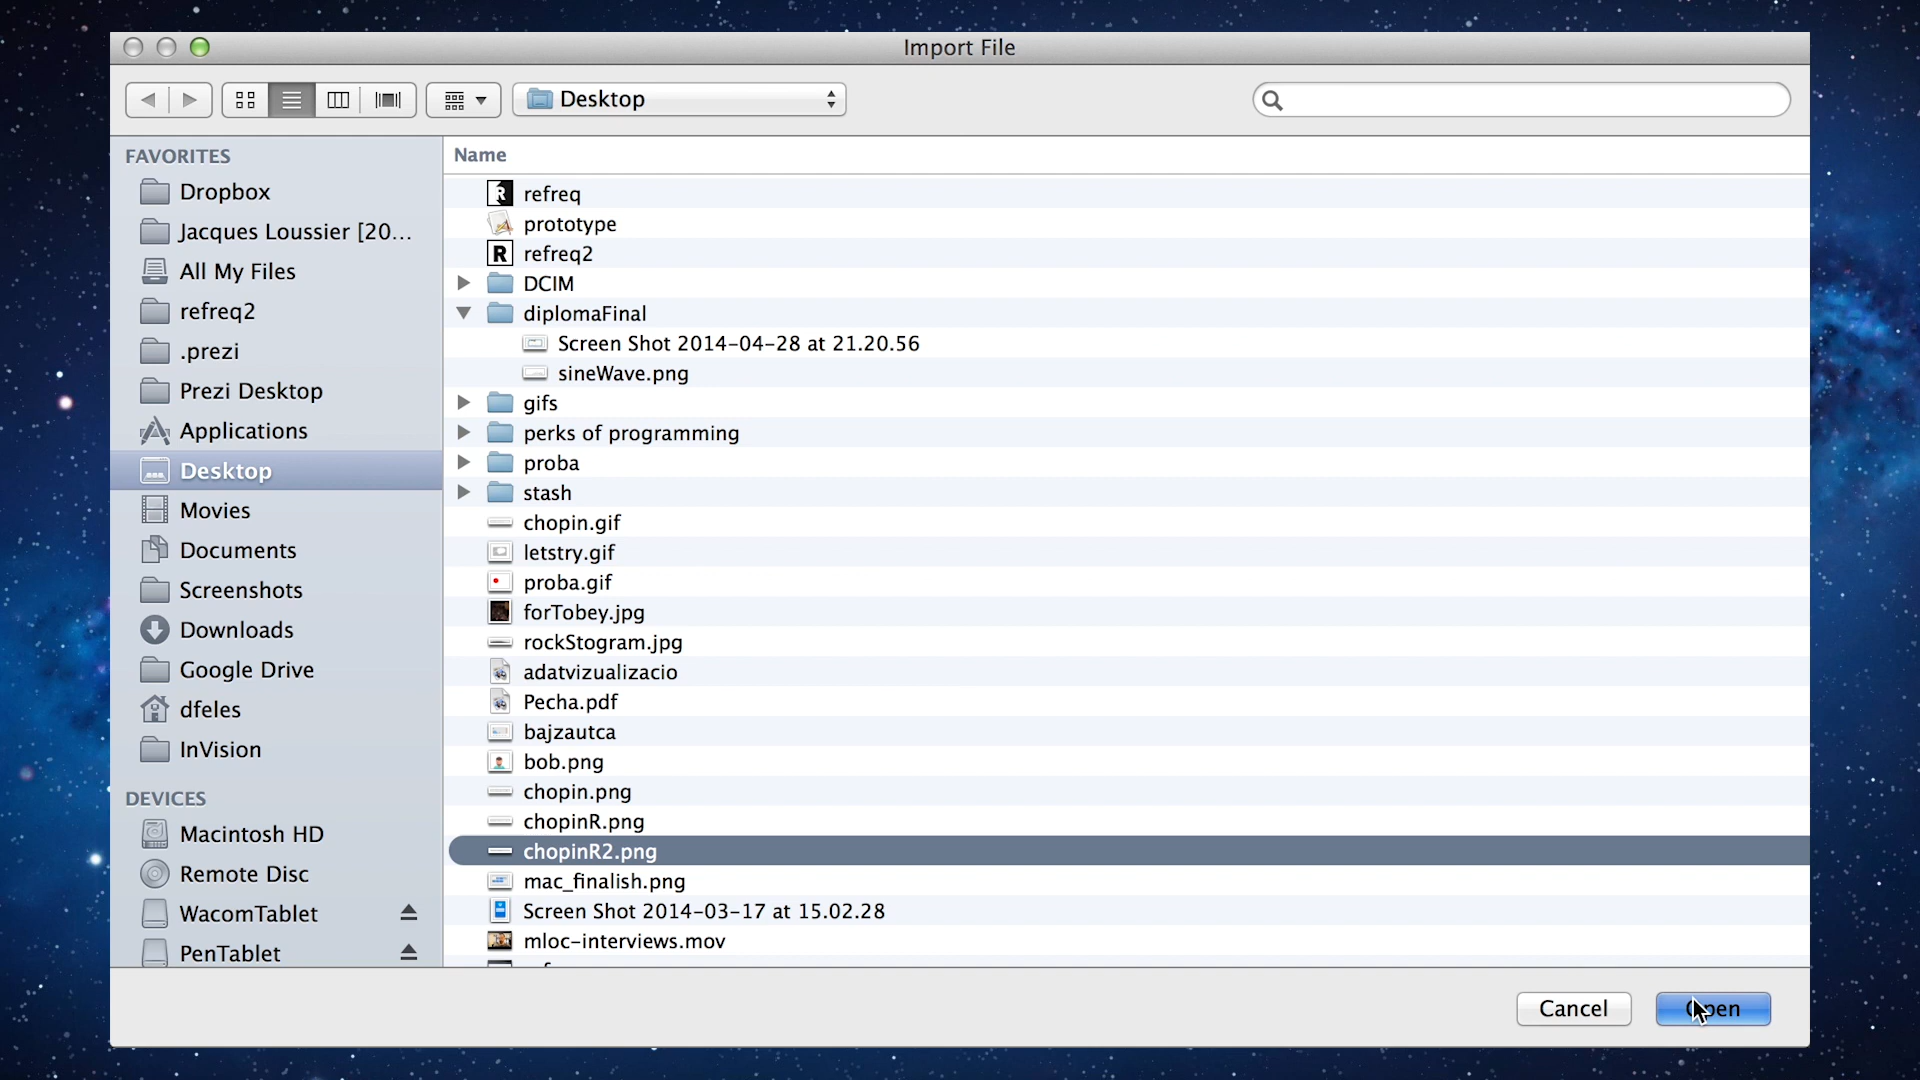 Import File
Desktop
FAVORITES
Dropbox
Jacques Loussier [20...
All My Files
refreq2
.prezi
Prezi Desktop
Applications
Desktop
Movies
Documents
Screenshots
Downloads
Google Drive
dfeles
InVision
DEVICES
Macintosh HD
Remote Disc
WacomTablet
PenTablet
Name
refreq
prototype
R refreq2
DCIM
diplomaFinal
Screen Shot 2014-04-28 at 21.20.56
sineWave.png
gifs
perks of programming
proba
stash
chopin.gif
letstry.gif
proba.gif
forTobey.jpg
rockStogram.jpg
adatvizualizacio
Pecha.pdf
bajzautca
bob.png
chopin.png
chopinR.png
chopinR2.png
mac_finalish.png
Screen Shot 2014-03-17 at 15.02.28
mloc-interviews.mov
Cancel
Open